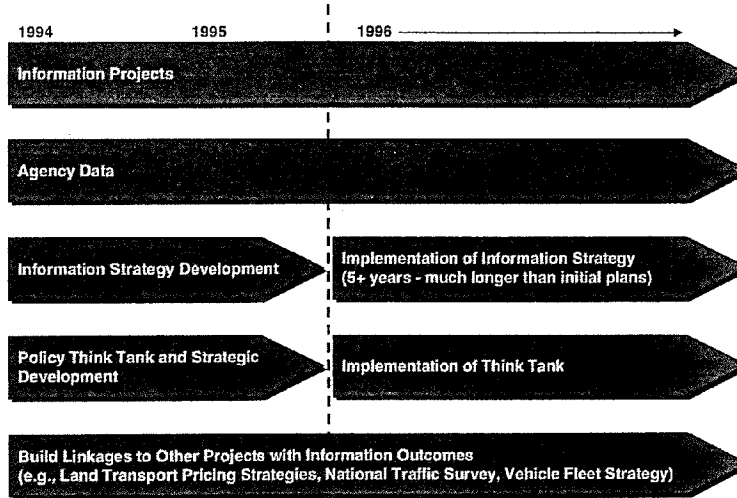 1994 1995 1996
Information Projects
Agency Data
Information Strategy Development
Implementation of Information Strategy
(5+ years - much longer than initial plans)
Policy Think Tank and Strategic
Development
Implementation of Think Tank
Build Linkages to Other Projects with Information Outcomes
(e.g., Land Transport Pricing Strategies, National Traffic Survey, Vehicle Fleet Strategy)